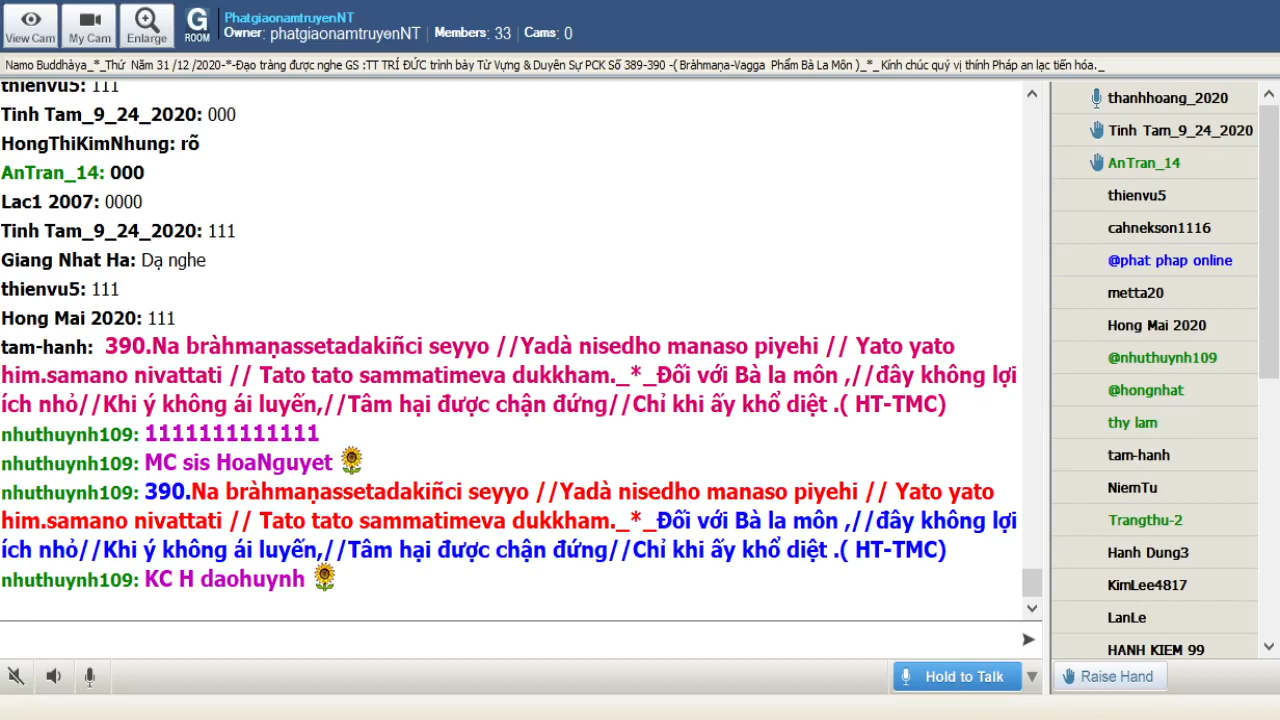 View Cam
My Cam
Enlarge
G
ROOM
PhatgiaonamtruyenNT
Owner: phatgiaonamtruyenNT | Members: 33 | Cams: 0
Namo Buddhàya_*_Thứ Năm 31 /12 /2020-*-Đạo tràng được nghe GS :TT TRÍ ĐỨC trình bày Từ Vựng & Duyên Sự PCK Số 389-390 -( Bràhmaṇa-Vagga Phẩm Bà La Môn )_*_Kính chúc quý vị thính Pháp an lạc tiến hóa._
thienvu5: 111
Tinh Tam_9_24_2020: 000
HongThiKimNhung: rõ
AnTran_14: 000
Lac1 2007: 0000
Tinh Tam_9_24_2020: 111
Giang Nhat Ha: Dạ nghe
thienvu5: 111
Hong Mai 2020: 111
tam-hanh: 390.Na bràhmaṇassetadakiñci seyyo //Yadà nisedho manaso piyehi // Yato yato
him.samano nivattati // Tato tato sammatimeva dukkham._*_Đối với Bà la môn ,//đây không lợi
ích nhỏ//Khi ý không ái luyến,//Tâm hại được chận đứng//Chỉ khi ấy khổ diệt .( HT-TMC)
nhuthuynh109: 1111111111111
nhuthuynh109: MC sis HoaNguyet
nhuthuynh109: 390.Na bràhmaṇassetadakiñci seyyo //Yadà nisedho manaso piyehi // Yato yato
him.samano nivattati // Tato tato sammatimeva dukkham._*_Đối với Bà la môn ,//đây không lợi
ích nhỏ//Khi ý không ái luyến,//Tâm hại được chận đứng//Chỉ khi ấy khổ diệt .( HT-TMC)
nhuthuynh109: KC H daohuynh
thanhhoang_2020
Tinh Tam_9_24_2020
AnTran_14
thienvu5
cahnekson1116
@phat phap online
metta20
Hong Mai 2020
@nhuthuynh109
@hongnhat
thy lam
tam-hanh
NiemTu
Trangthu-2
Hanh Dung3
KimLee4817
LanLe
HANH KIEM 99
Hold to Talk
Raise Hand